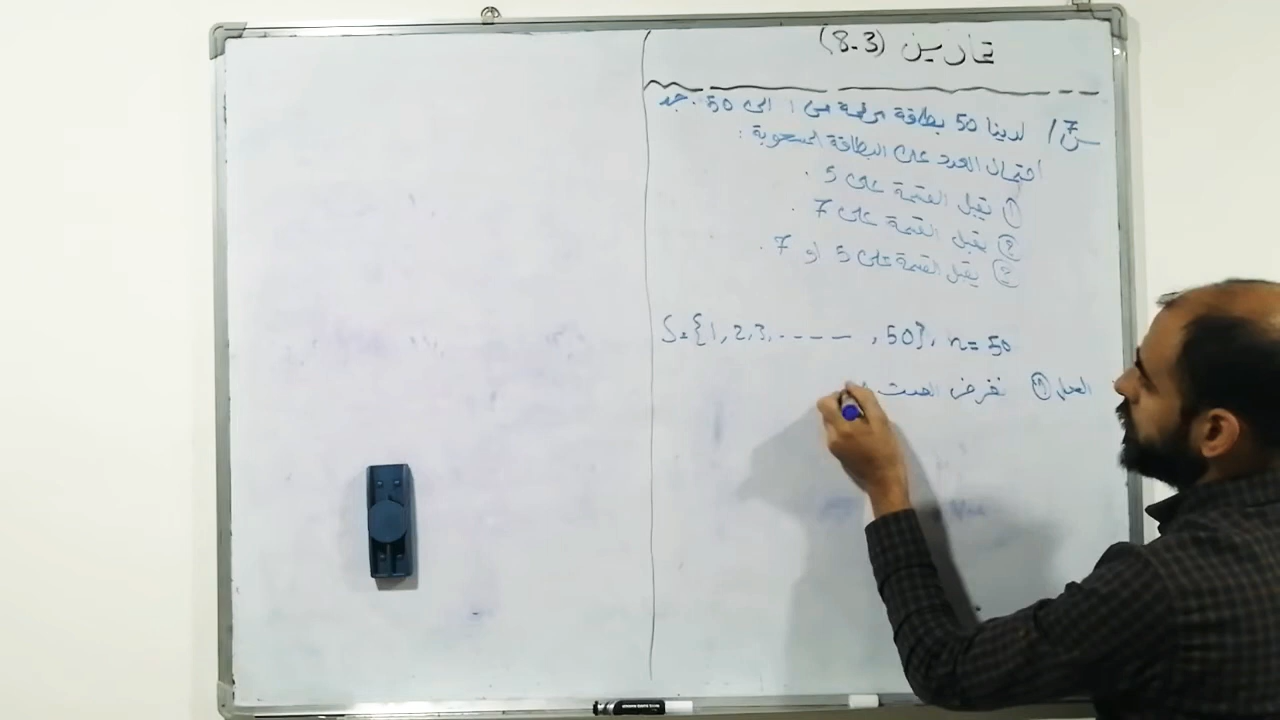 تمارين (8-3)
س7/ لدينا 50 بطاقة مرقمة من 1 الى 50. جد
احتمال العدد على البطاقة المسحوبة :
① تقبل القسمة على 5 .
② يقبل القسمة على 7 .
③ يقبل القسمة على 5 او 7 .
S={1,2,3,----- ,50}, n=50
الحل ① نفرض